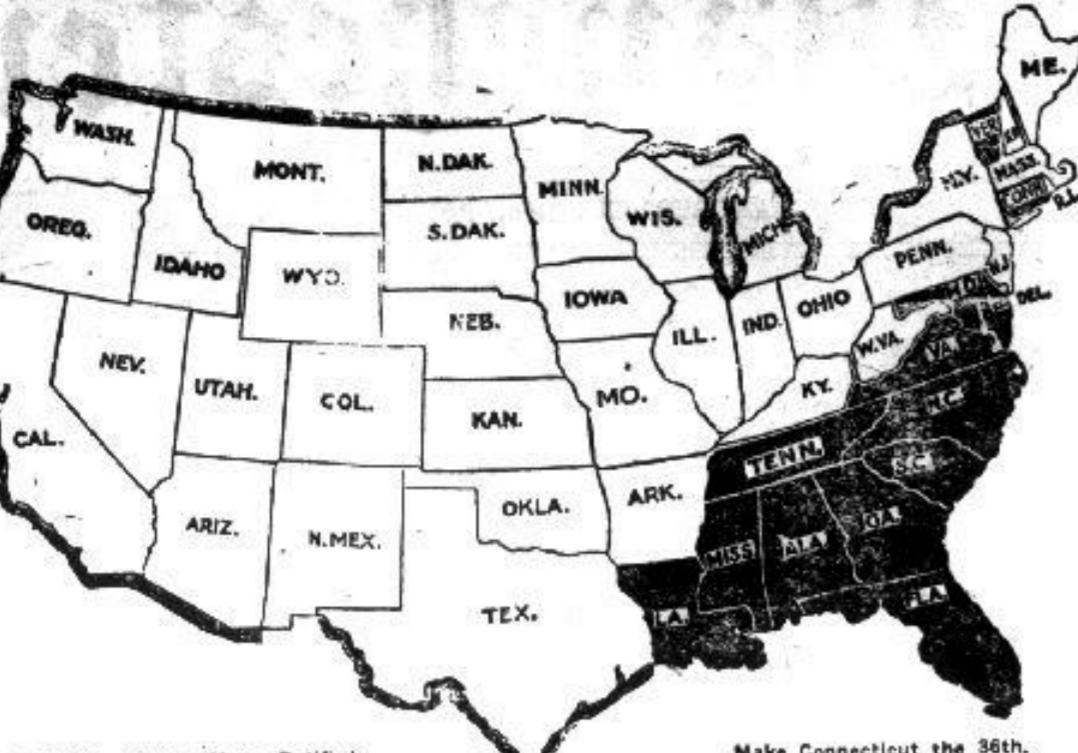 ME.
WASH.
MONT.
N.DAK.
MINN.
VER.
MASS.
CONN.
R.I.
N.Y.
OREG.
IDAHO
WYO.
S.DAK.
WIS.
MICH.
PENN.
N.J.
M.D.
DEL.
IOWA
NEB.
ILL.
IND.
OHIO
W.VA.
VA.
NEV.
UTAH.
COL.
KAN.
MO.
KY.
N.C.
CAL.
TENN.
S.C.
ARIZ.
N.MEX.
OKLA.
ARK.
MISS
ALA.
GA.
TEX.
LA.
FLA.
Make Connecticut the 36th.